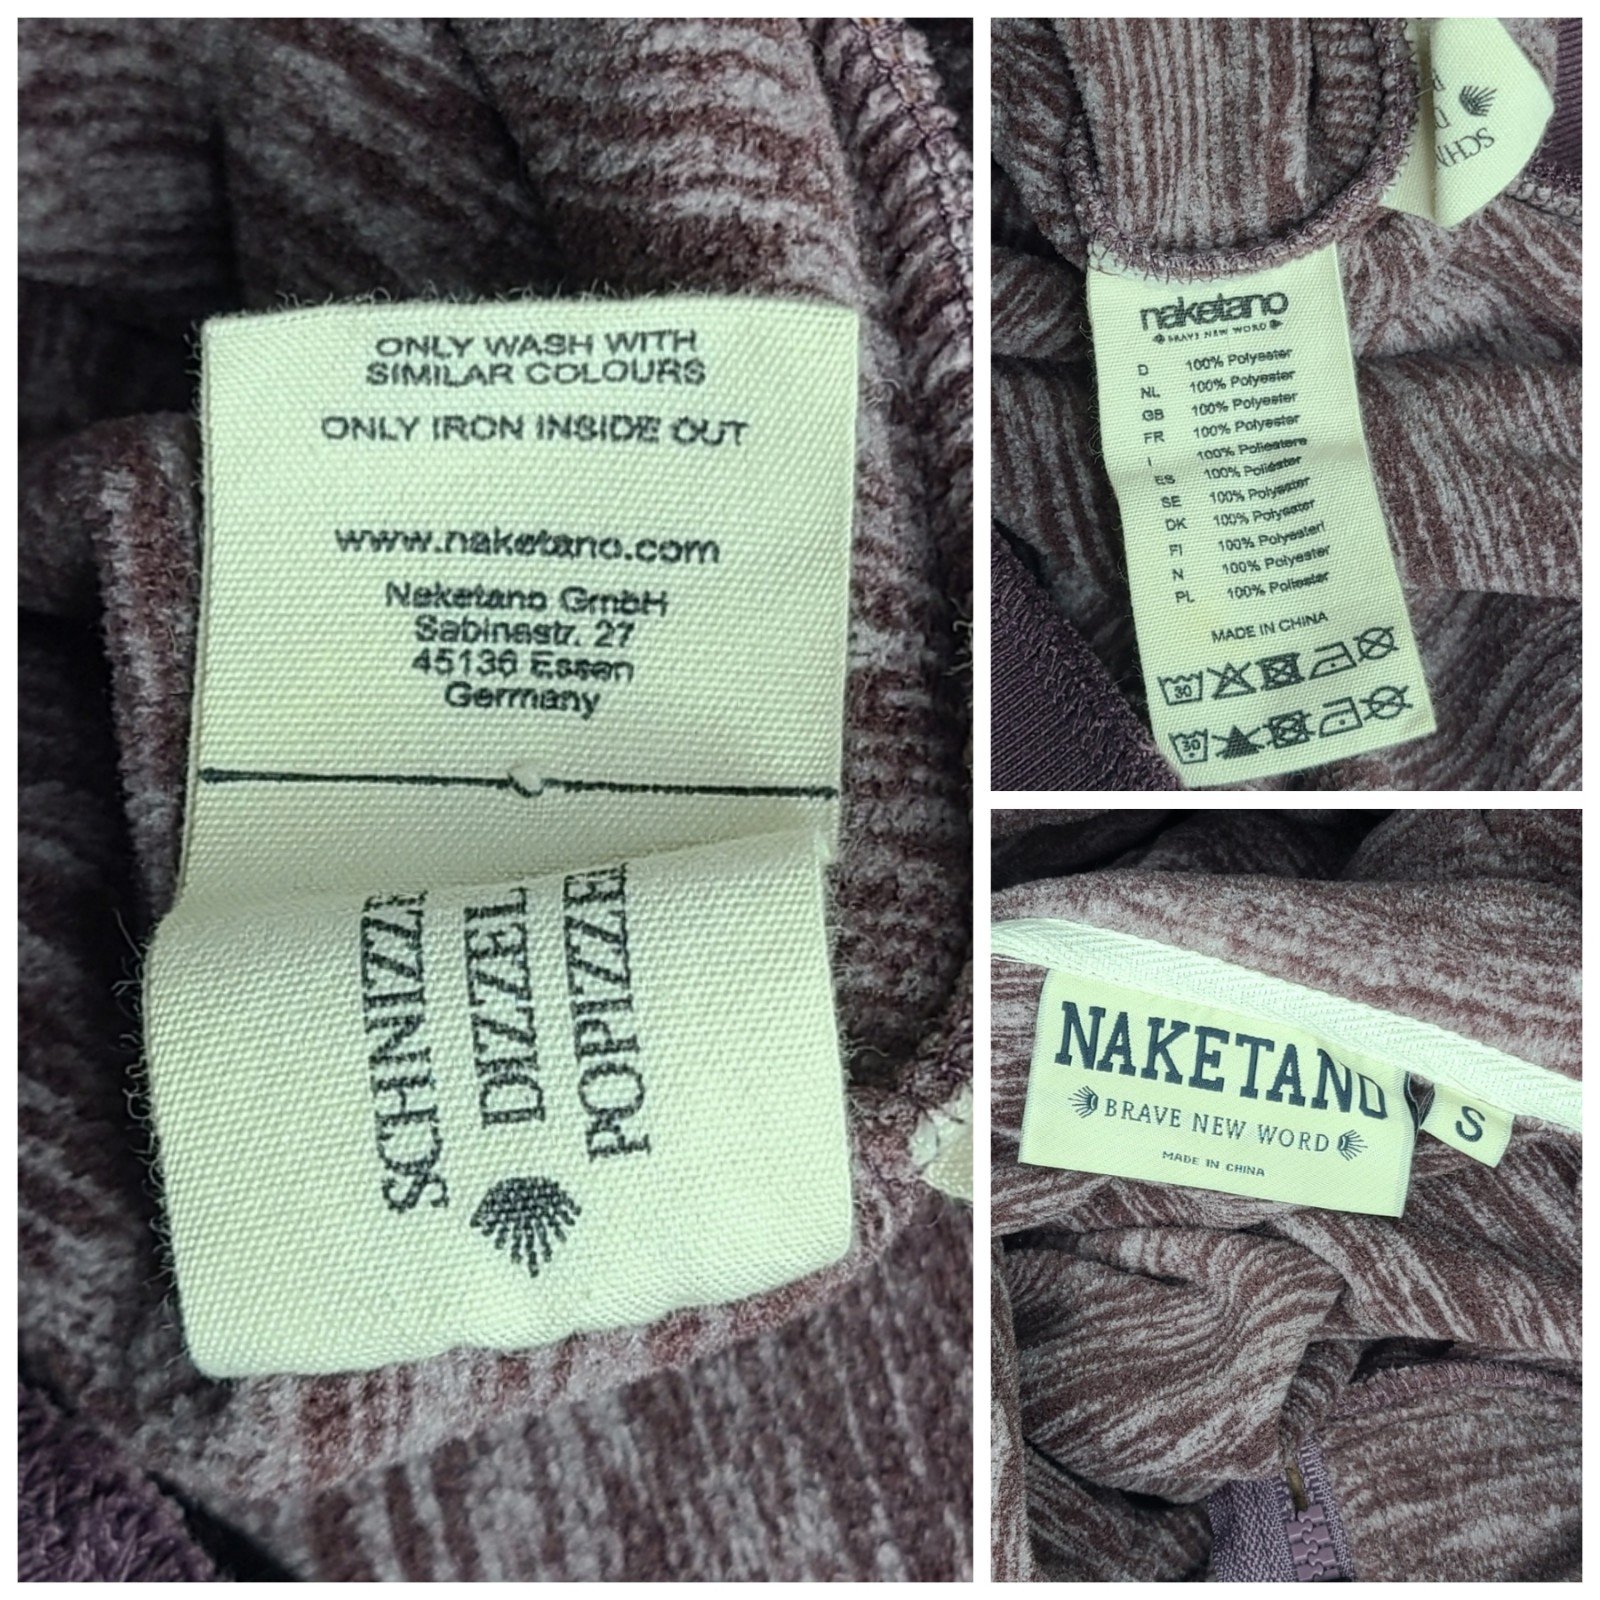 ONLY WASH WITH
SIMILAR COLOURS
ONLY IRON INSIDE OUT
www.naketano.com
Naketano GmbH
Sabinastr. 27
45136 Essen
Germany
SCHNIZZ
DIZZEL
POPIZZE
naketano
BRAVE NEW WORD
D 100% Polyester
NL 100% Polyester
GB 100% Polyester
FR 100% Polyester
I 100% Poliestere
ES 100% Poliéster
SE 100% Polyester
DK 100% Polyester
FI 100% Polyesteri
N 100% Polyester
PL 100% Poliester
MADE IN CHINA
30
30
SCHN
D
NAKETANO
BRAVE NEW WORD
MADE IN CHINA
S